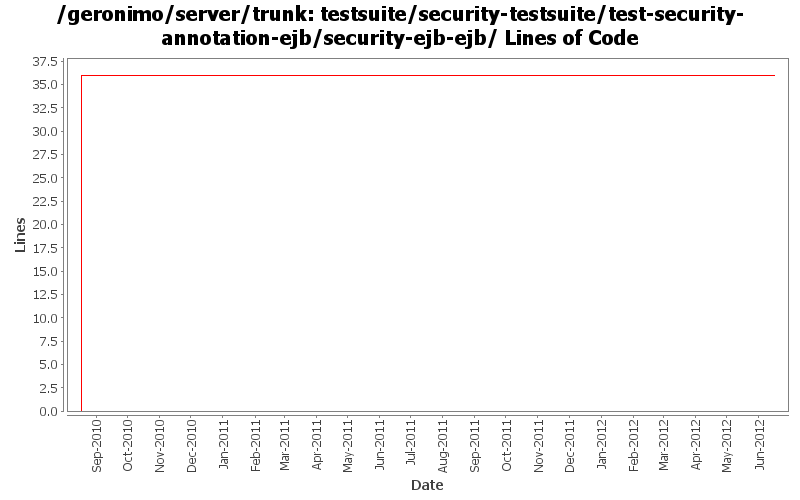 /geronimo/server/trunk: testsuite/security-testsuite/test-security-
annotation-ejb/security-ejb-ejb/ Lines of Code
37.5
35.0
32.5
30.0
27.5
25.0
22.5
20.0
17.5
15.0
12.5
10.0
7.5
5.0
2.5
0.0
Lines
Sep-2010
Oct-2010
Nov-2010
Dec-2010
Jan-2011
Feb-2011
Mar-2011
Apr-2011
May-2011
Jun-2011
Jul-2011
Aug-2011
Sep-2011
Oct-2011
Nov-2011
Dec-2011
Jan-2012
Feb-2012
Mar-2012
Apr-2012
May-2012
Jun-2012
Date